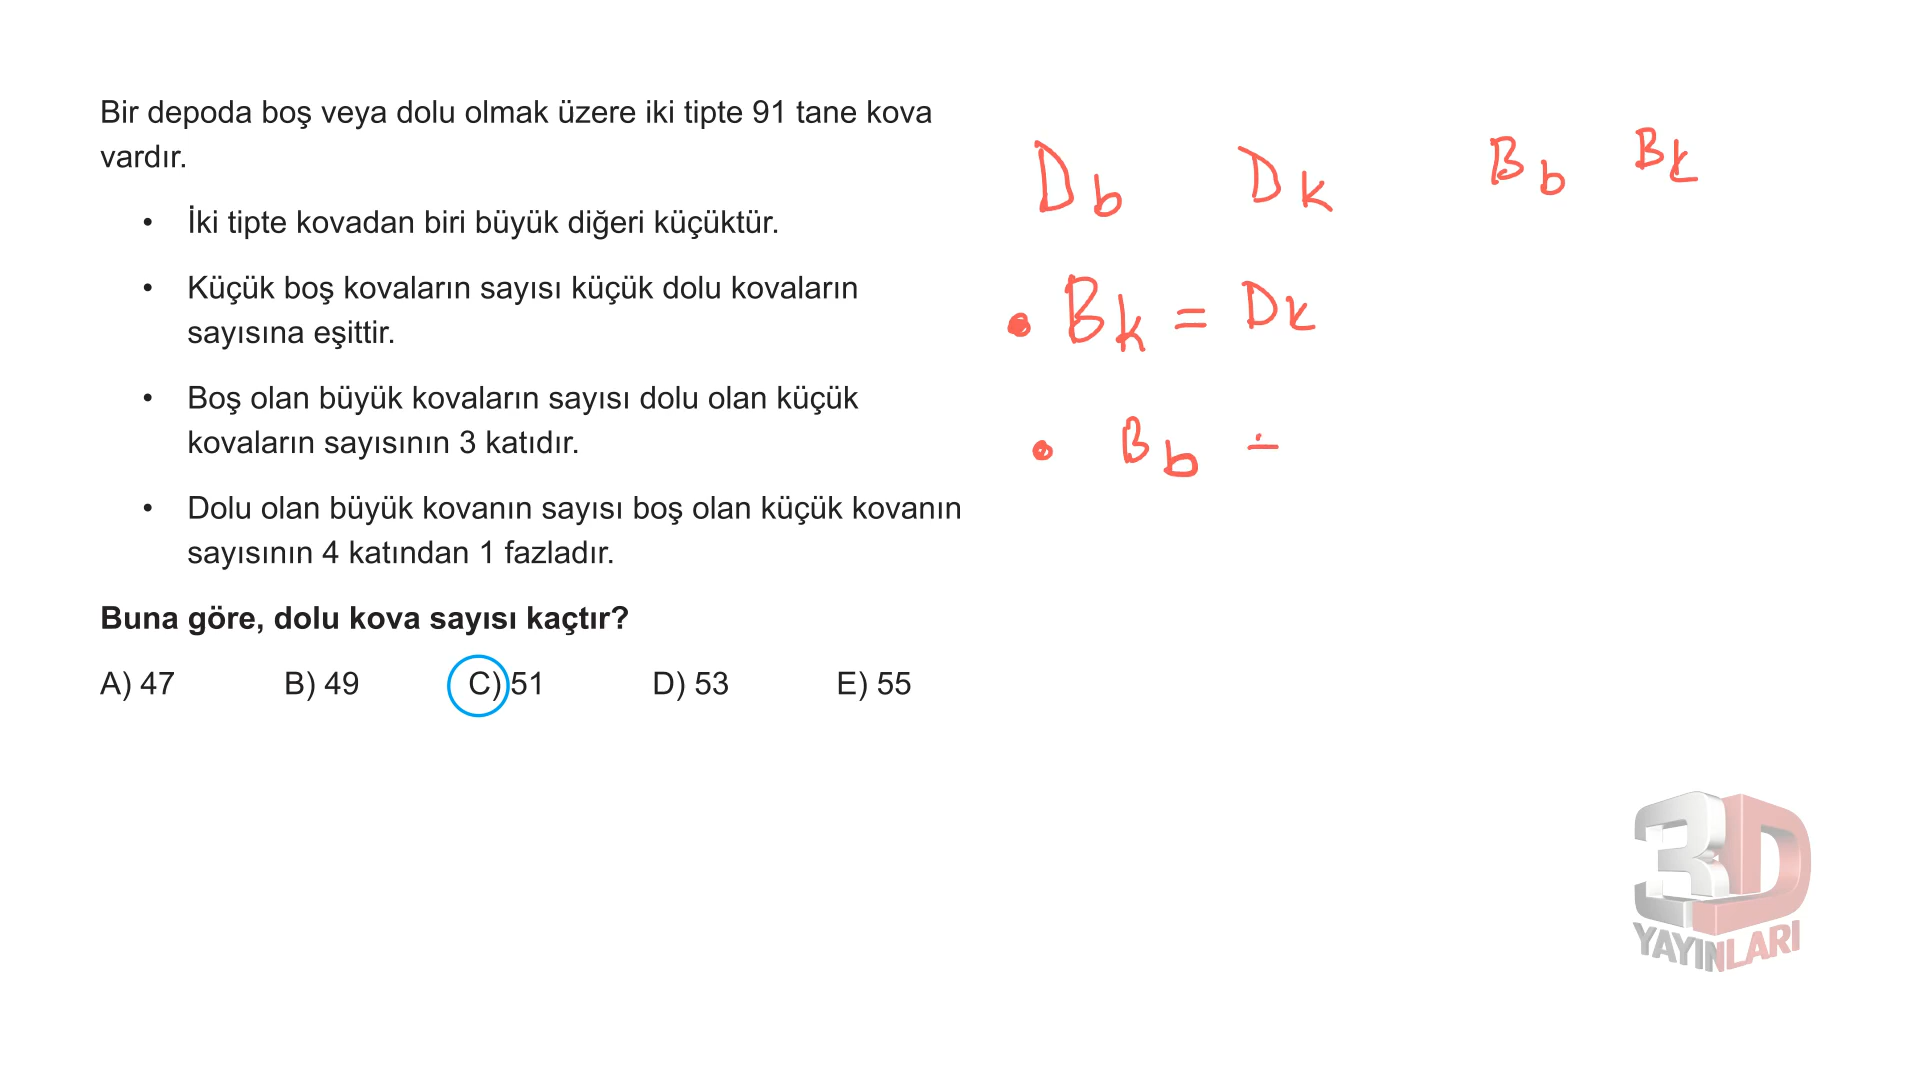 Bir depoda boş veya dolu olmak üzere iki tipte 91 tane kova
vardır.
• İki tipte kovadan biri büyük diğeri küçüktür.
• Küçük boş kovaların sayısı küçük dolu kovaların
sayısına eşittir.
• Boş olan büyük kovaların sayısı dolu olan küçük
kovaların sayısının 3 katıdır.
• Dolu olan büyük kovanın sayısı boş olan küçük kovanın
sayısının 4 katından 1 fazladır.
Buna göre, dolu kova sayısı kaçtır?
A) 47 B) 49 C) 51 D) 53 E) 55
Db Dk Bb Bk
• Bk = Dk
• Bb =
3D
YAYINLARI